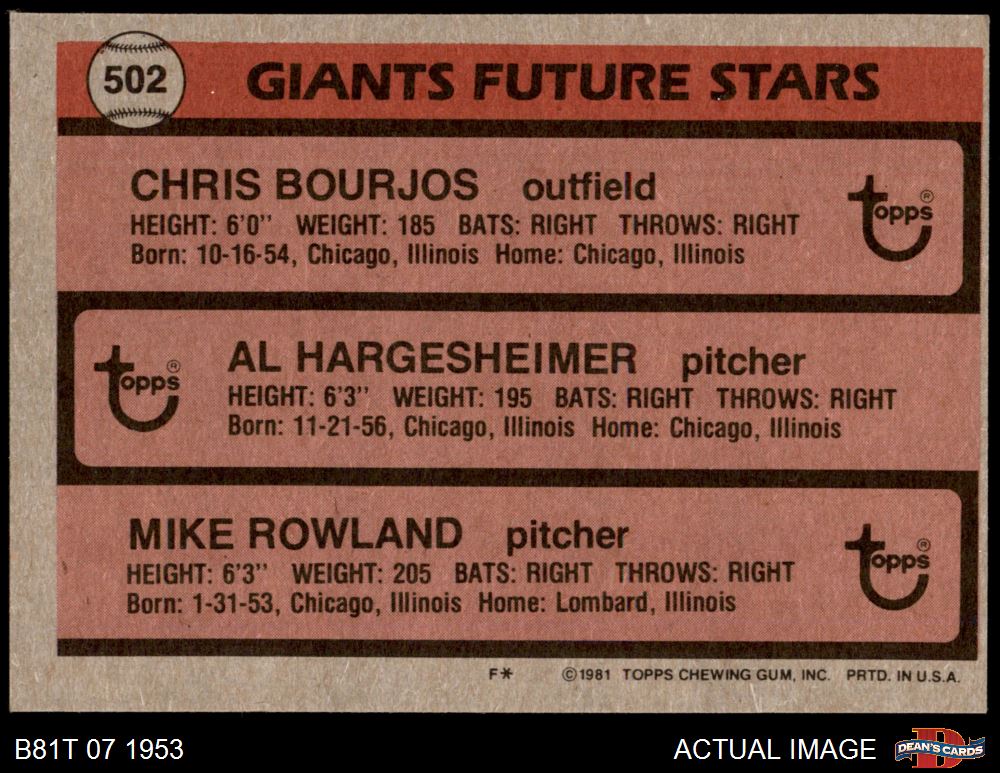 502 GIANTS FUTURE STARS
CHRIS BOURJOS outfield
HEIGHT: 6'0" WEIGHT: 185 BATS: RIGHT THROWS: RIGHT
Born: 10-16-54, Chicago, Illinois Home: Chicago, Illinois
Topps®
AL HARGESHEIMER pitcher
HEIGHT: 6'3" WEIGHT: 195 BATS: RIGHT THROWS: RIGHT
Born: 11-21-56, Chicago, Illinois Home: Chicago, Illinois
Topps®
MIKE ROWLAND pitcher
HEIGHT: 6'3" WEIGHT: 205 BATS: RIGHT THROWS: RIGHT
Born: 1-31-53, Chicago, Illinois Home: Lombard, Illinois
Topps®
F* ©1981 TOPPS CHEWING GUM, INC. PRTD. IN U.S.A.
B81T 07 1953 ACTUAL IMAGE D DEAN'S CARDS